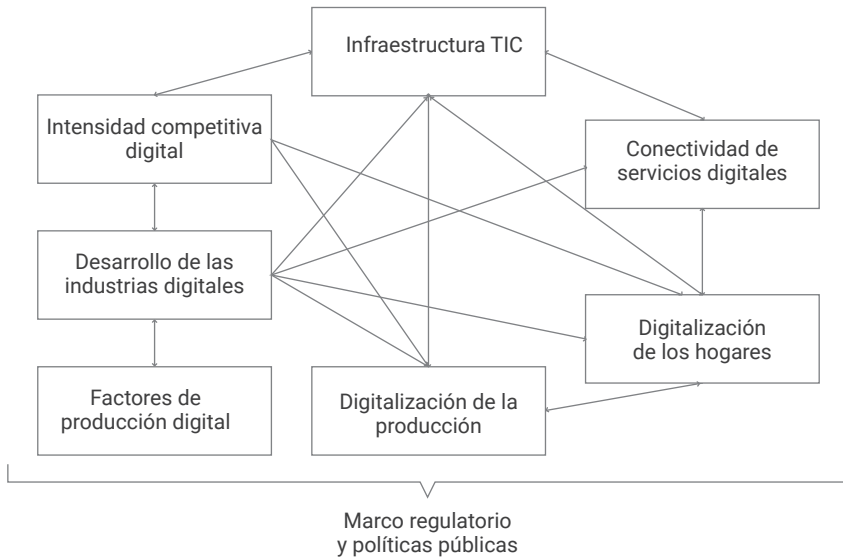 Infraestructura TIC
Intensidad competitiva
digital
Conectividad de
servicios digitales
Desarrollo de las
industrias digitales
Digitalización
de los hogares
Factores de
producción digital
Digitalización de la
producción
Marco regulatorio
y políticas públicas